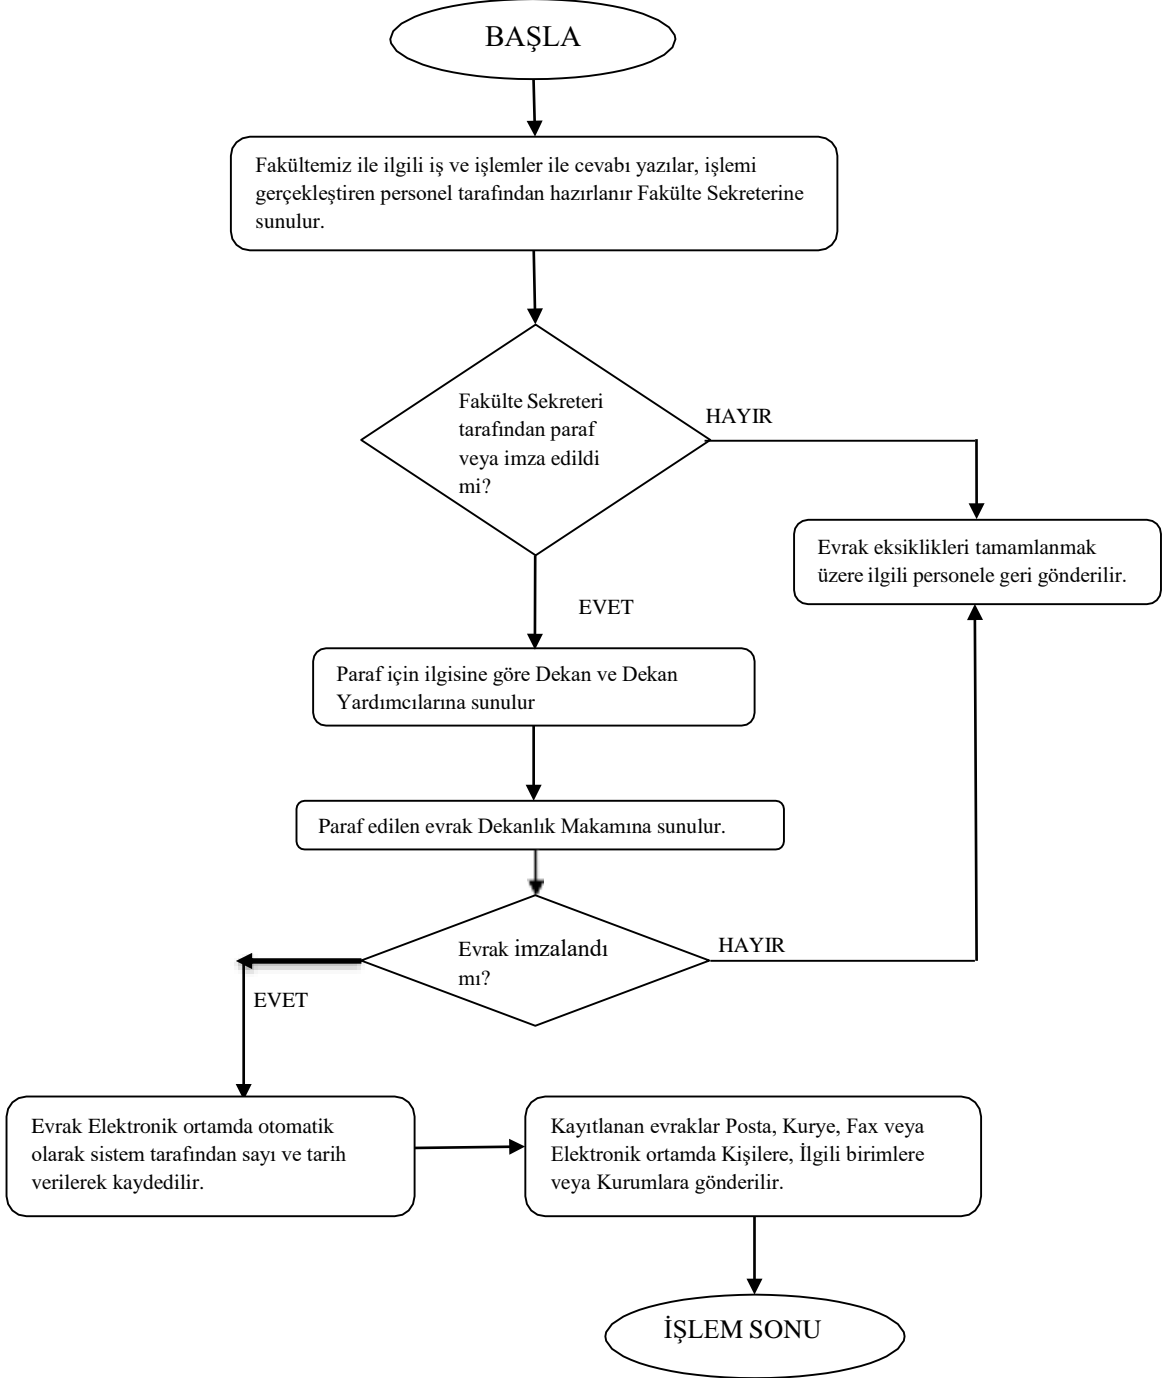 BAŞLA
Fakültemiz ile ilgili iş ve işlemler ile cevabı yazılar, işlemi
gerçekleştiren personel tarafından hazırlanır Fakülte Sekreterine
sunulur.
Fakülte Sekreteri
tarafından paraf
veya imza edildi
mi?
HAYIR
Evrak eksiklikleri tamamlanmak
üzere ilgili personele geri gönderilir.
EVET
Paraf için ilgisine göre Dekan ve Dekan
Yardımcılarına sunulur
Paraf edilen evrak Dekanlık Makamına sunulur.
Evrak imzalandı
mı?
HAYIR
EVET
Evrak Elektronik ortamda otomatik
olarak sistem tarafından sayı ve tarih
verilerek kaydedilir.
Kayıtlanan evraklar Posta, Kurye, Fax veya
Elektronik ortamda Kişilere, İlgili birimlere
veya Kurumlara gönderilir.
İŞLEM SONU